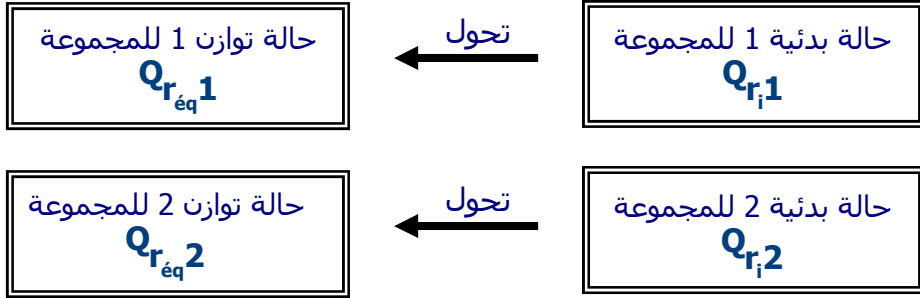 حالة بدئية 1 للمجموعة
Qri1
تحول
حالة توازن 1 للمجموعة
Qréq1
حالة بدئية 2 للمجموعة
Qri2
تحول
حالة توازن 2 للمجموعة
Qréq2